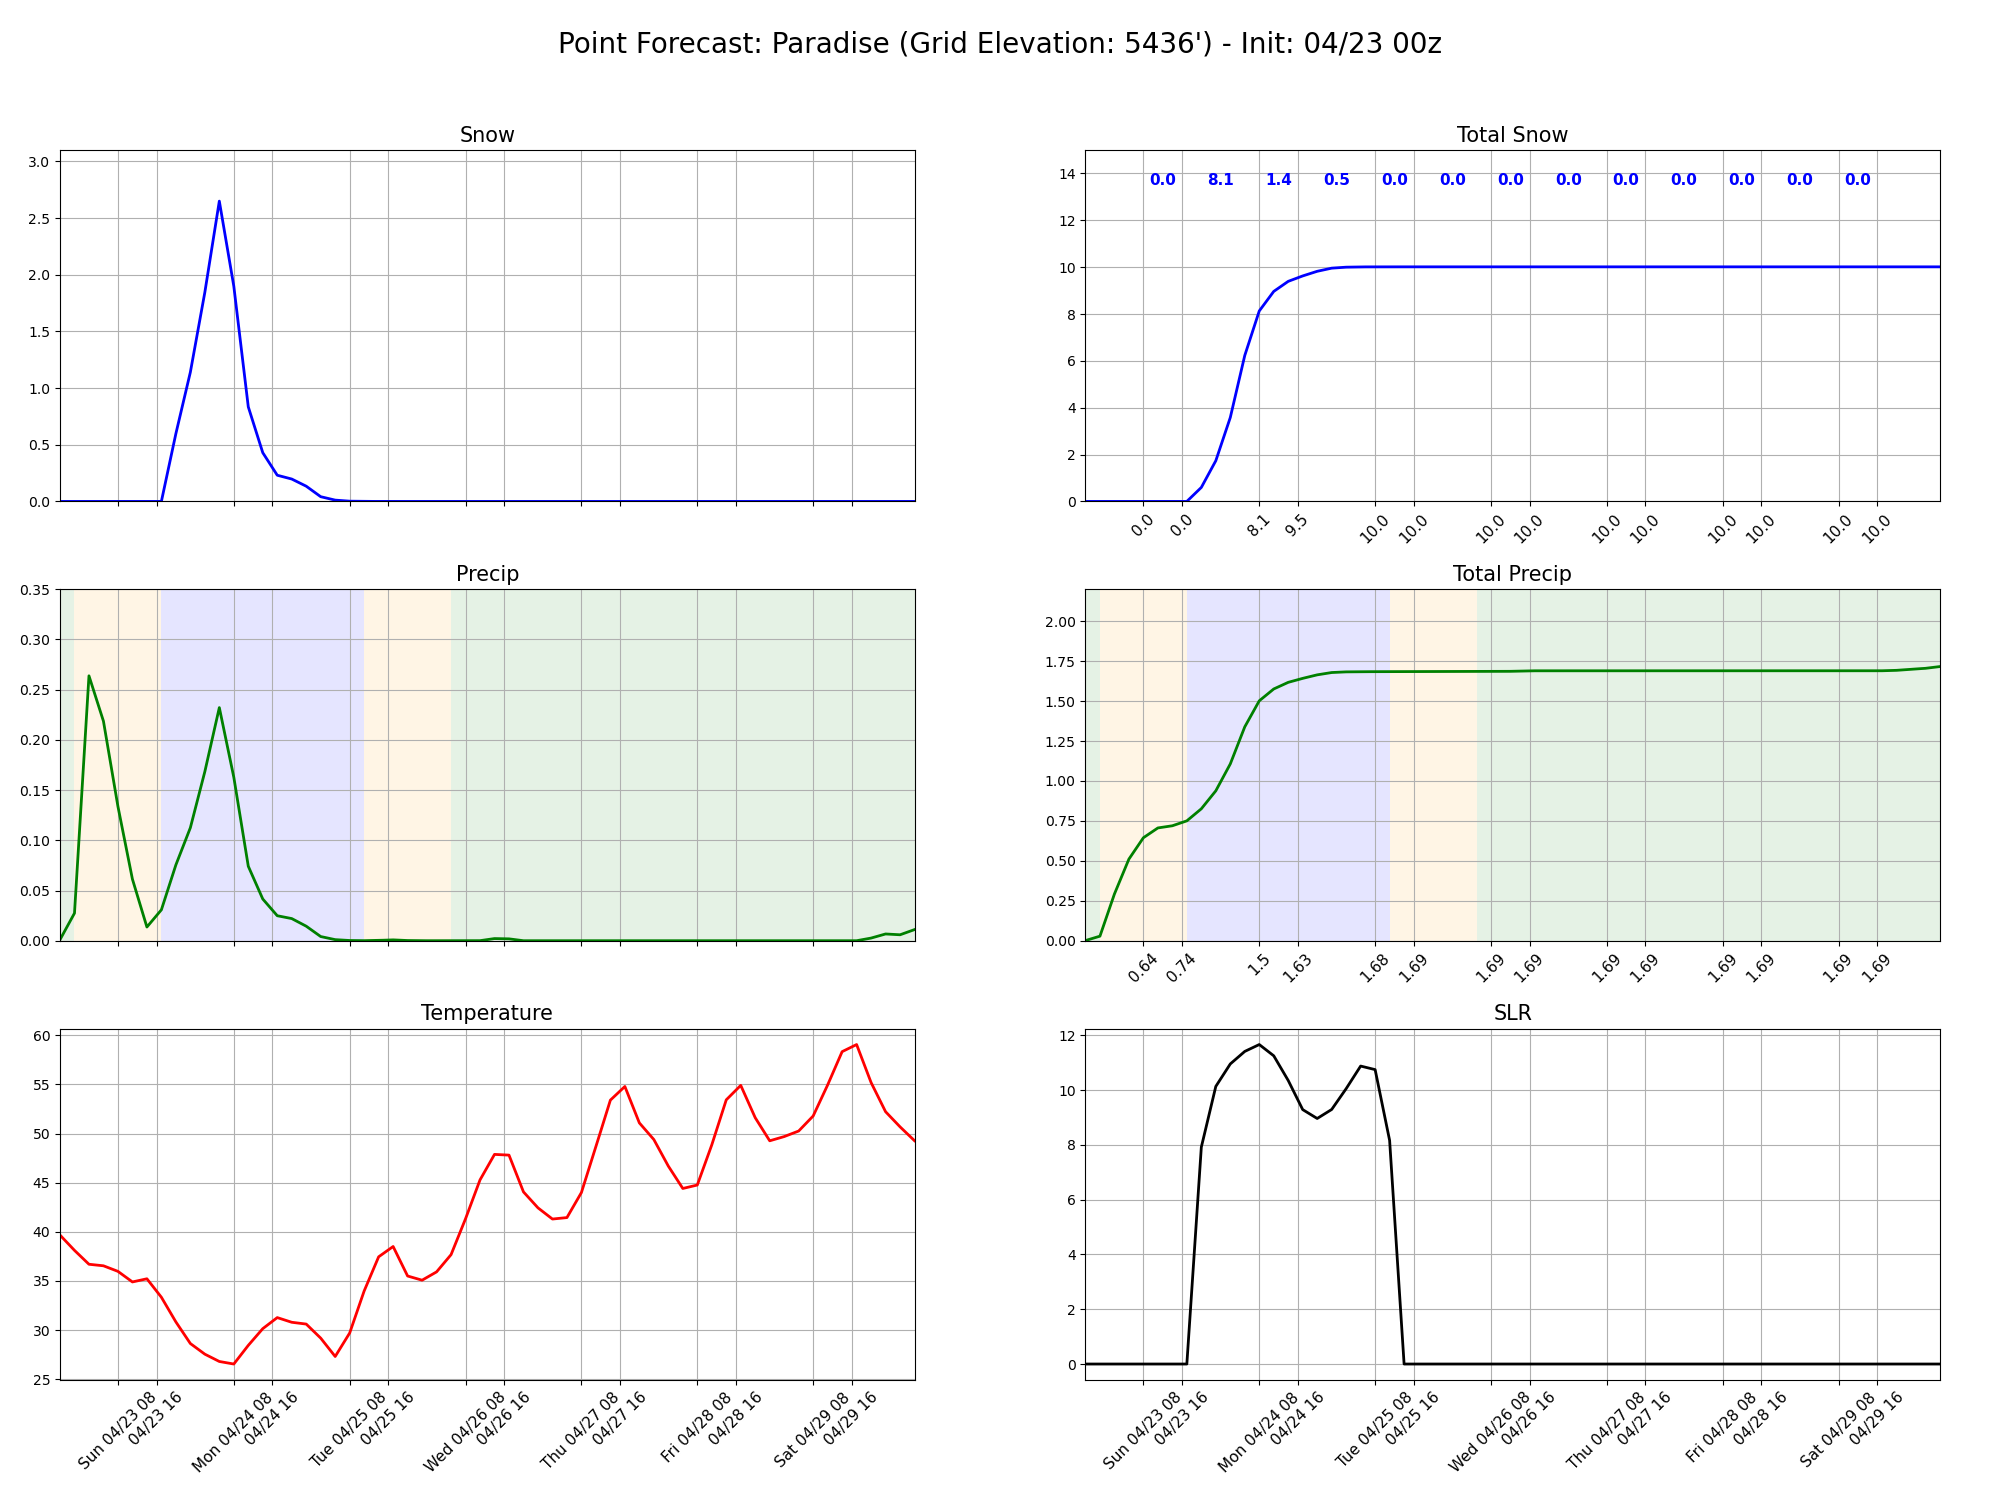 Point Forecast: Paradise (Grid Elevation: 5436') - Init: 04/23 00z
Snow
3.0
2.5
2.0
1.5
1.0
0.5
0.0
Total Snow
14
12
10
8
6
4
2
0
0.0 8.1 1.4 0.5 0.0 0.0 0.0 0.0 0.0 0.0 0.0 0.0 0.0
0.0 0.0 8.1 9.5 10.0 10.0 10.0 10.0 10.0 10.0 10.0 10.0 10.0 10.0
Precip
0.35
0.30
0.25
0.20
0.15
0.10
0.05
0.00
Total Precip
2.00
1.75
1.50
1.25
1.00
0.75
0.50
0.25
0.00
0.64 0.74 1.5 1.63 1.68 1.69 1.69 1.69 1.69 1.69 1.69 1.69 1.69 1.69
Temperature
60
55
50
45
40
35
30
25
Sun 04/23 08
04/23 16
Mon 04/24 08
04/24 16
Tue 04/25 08
04/25 16
Wed 04/26 08
04/26 16
Thu 04/27 08
04/27 16
Fri 04/28 08
04/28 16
Sat 04/29 08
04/29 16
SLR
12
10
8
6
4
2
0
Sun 04/23 08
04/23 16
Mon 04/24 08
04/24 16
Tue 04/25 08
04/25 16
Wed 04/26 08
04/26 16
Thu 04/27 08
04/27 16
Fri 04/28 08
04/28 16
Sat 04/29 08
04/29 16